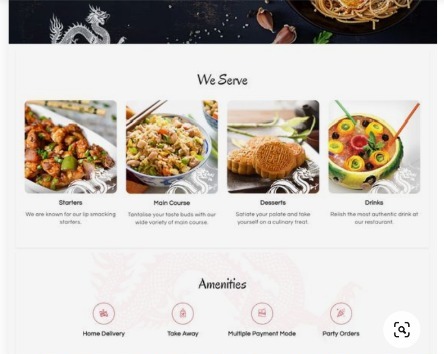 We Serve
Starters
We are known for our lip smacking
starters.
Main Course
Tantalise your taste buds with our
wide variety of main course.
Desserts
Satiate your palate and take
yourself on a culinary treat.
Drinks
Relish the most authentic drink at
our restaurant.
Amenities
Home Delivery
Take Away
Multiple Payment Mode
Party Orders